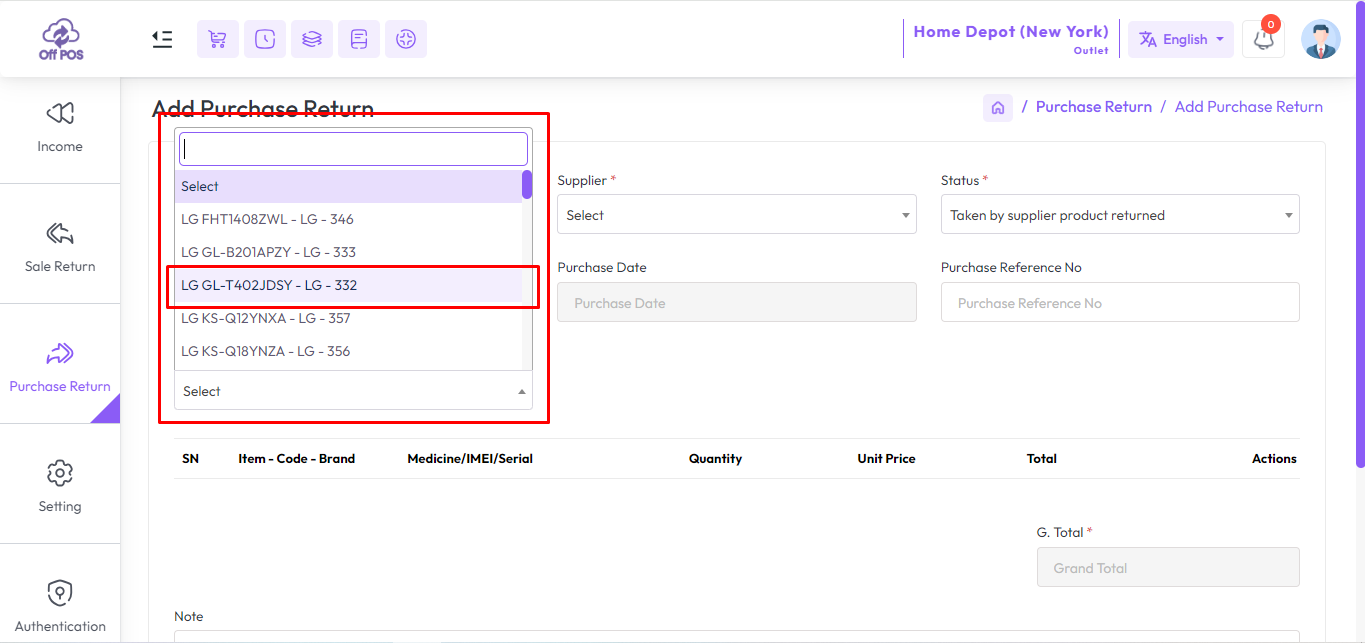 Off POS
Home Depot (New York)
Outlet
English
0
Income
Sale Return
Purchase Return
Setting
Authentication
Add Purchase Return
/ Purchase Return / Add Purchase Return
Select
LG FHT1408ZWL - LG - 346
LG GL-B201APZY - LG - 333
LG GL-T402JDSY - LG - 332
LG KS-Q12YNXA - LG - 357
LG KS-Q18YNZA - LG - 356
Select
Supplier *
Select
Status *
Taken by supplier product returned
Purchase Date
Purchase Date
Purchase Reference No
Purchase Reference No
SN Item - Code - Brand Medicine/IMEI/Serial Quantity Unit Price Total Actions
G. Total *
Grand Total
Note